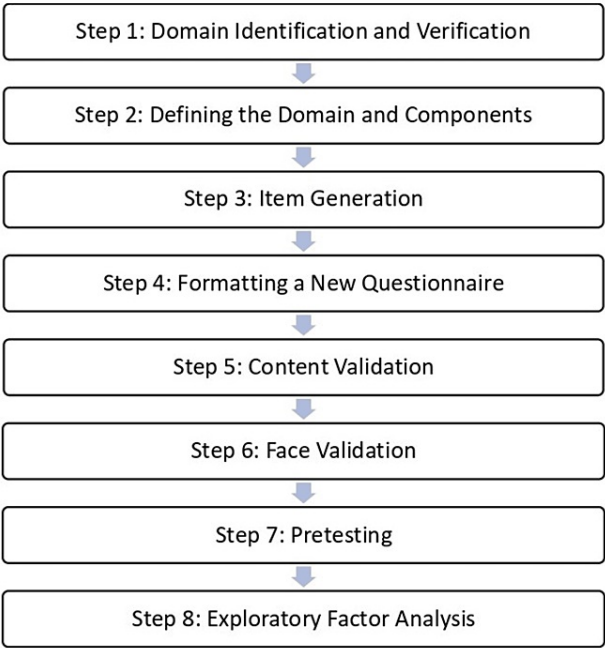 Step 1: Domain Identification and Verification
Step 2: Defining the Domain and Components
Step 3: Item Generation
Step 4: Formatting a New Questionnaire
Step 5: Content Validation
Step 6: Face Validation
Step 7: Pretesting
Step 8: Exploratory Factor Analysis